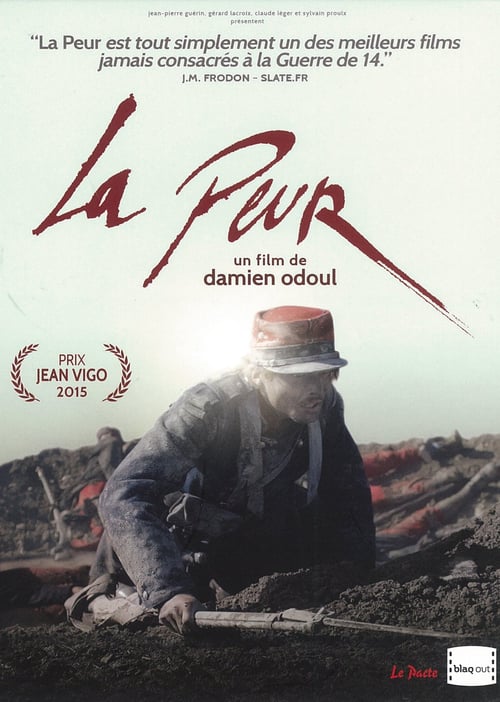 jean-pierre guérin, gérard lacroix, claude léger et sylvain proulx
présentent
“La Peur est tout simplement un des meilleurs films
jamais consacrés à la Guerre de 14.”
J.M. FRODON – SLATE.FR
La Peur
un film de
damien odoul
PRIX
JEAN VIGO
2015
Le Pacte
blaq out